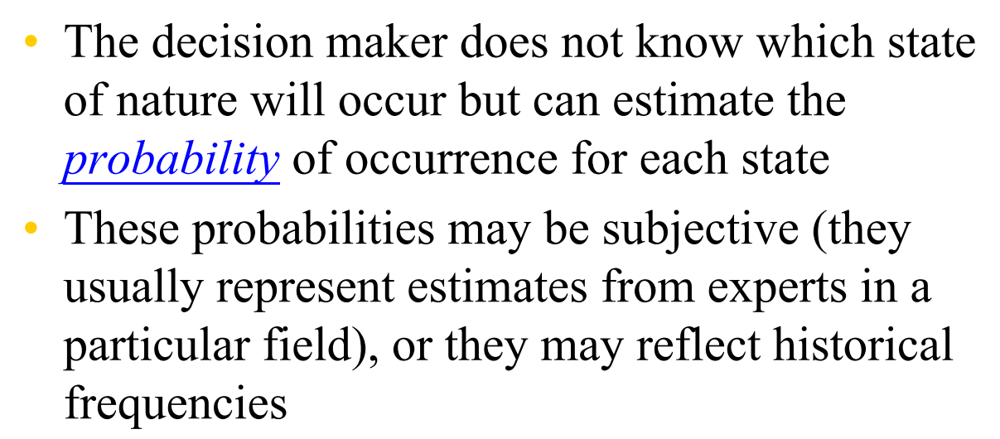 • The decision maker does not know which state
of nature will occur but can estimate the
probability of occurrence for each state
• These probabilities may be subjective (they
usually represent estimates from experts in a
particular field), or they may reflect historical
frequencies